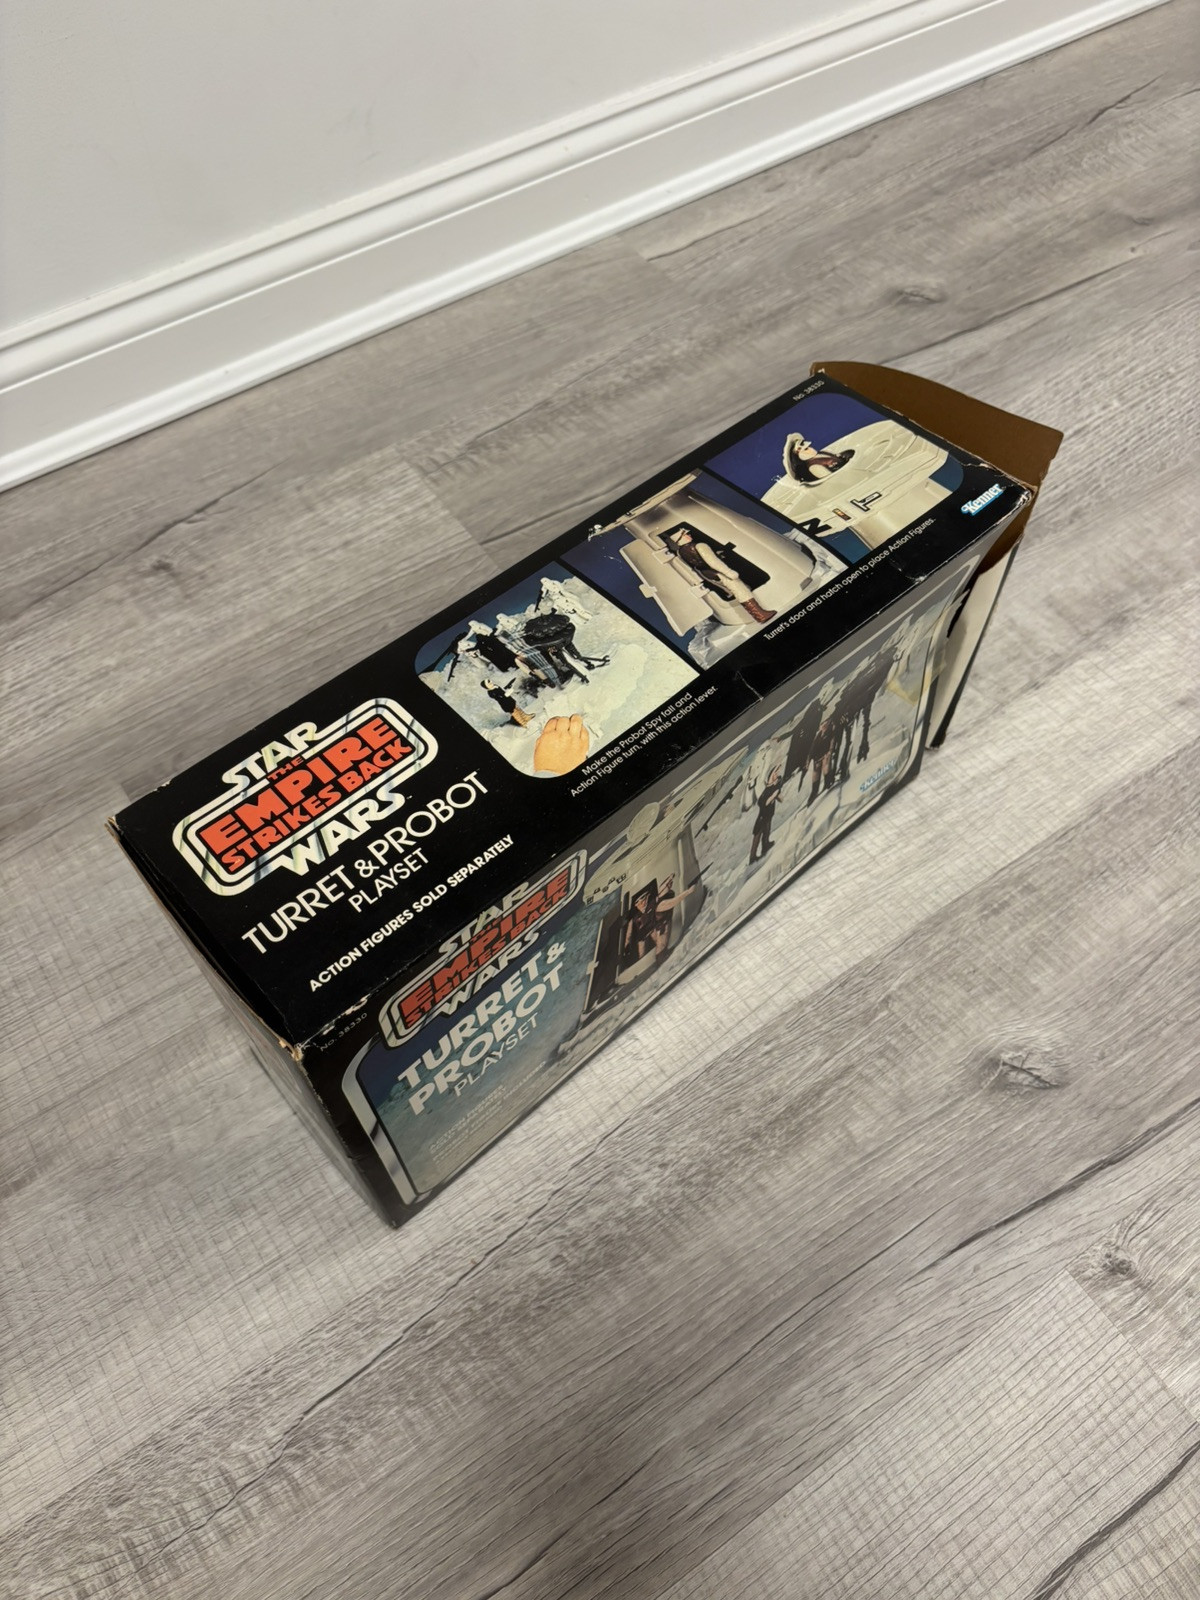 No. 38330
Kenner
Turret's door and hatch open to place Action Figures.
Make the Probot Spy fall and
Action Figure turn, with this action lever.
STAR
THE
EMPIRE
STRIKES BACK
WARS
TURRET & PROBOT
PLAYSET
ACTION FIGURES SOLD SEPARATELY
No. 38330
STAR
THE
EMPIRE
STRIKES BACK
WARS
TURRET &
PROBOT
PLAYSET
Kenner